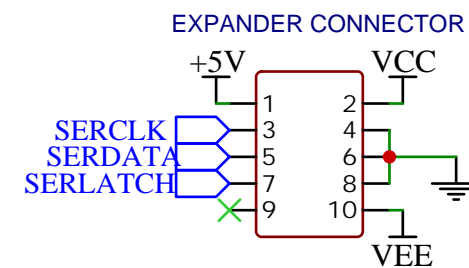 EXPANDER CONNECTOR
+5V VCC
1 2
SERCLK 3 4
SERDATA 5 6
SERLATCH 7 8
9 10
VEE